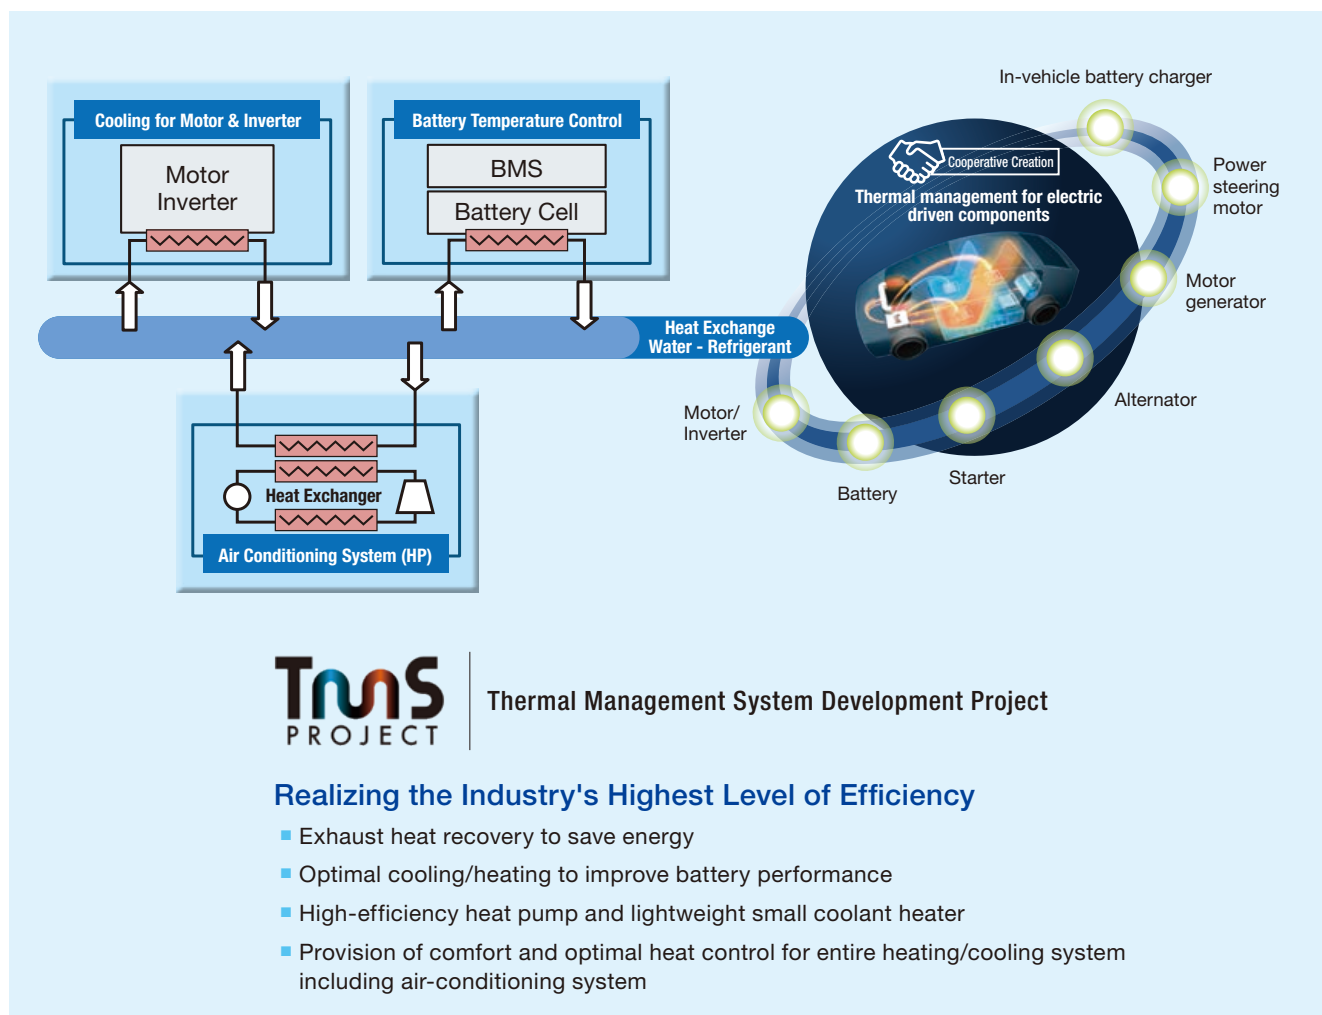 Cooling for Motor & Inverter
Motor
Inverter
Battery Temperature Control
BMS
Battery Cell
Heat Exchange
Water - Refrigerant
Heat Exchanger
Air Conditioning System (HP)
In-vehicle battery charger
Cooperative Creation
Thermal management for electric
driven components
Power
steering
motor
Motor
generator
Alternator
Starter
Battery
Motor/
Inverter
TmnS
PROJECT
Thermal Management System Development Project
Realizing the Industry's Highest Level of Efficiency
Exhaust heat recovery to save energy
Optimal cooling/heating to improve battery performance
High-efficiency heat pump and lightweight small coolant heater
Provision of comfort and optimal heat control for entire heating/cooling system
including air-conditioning system